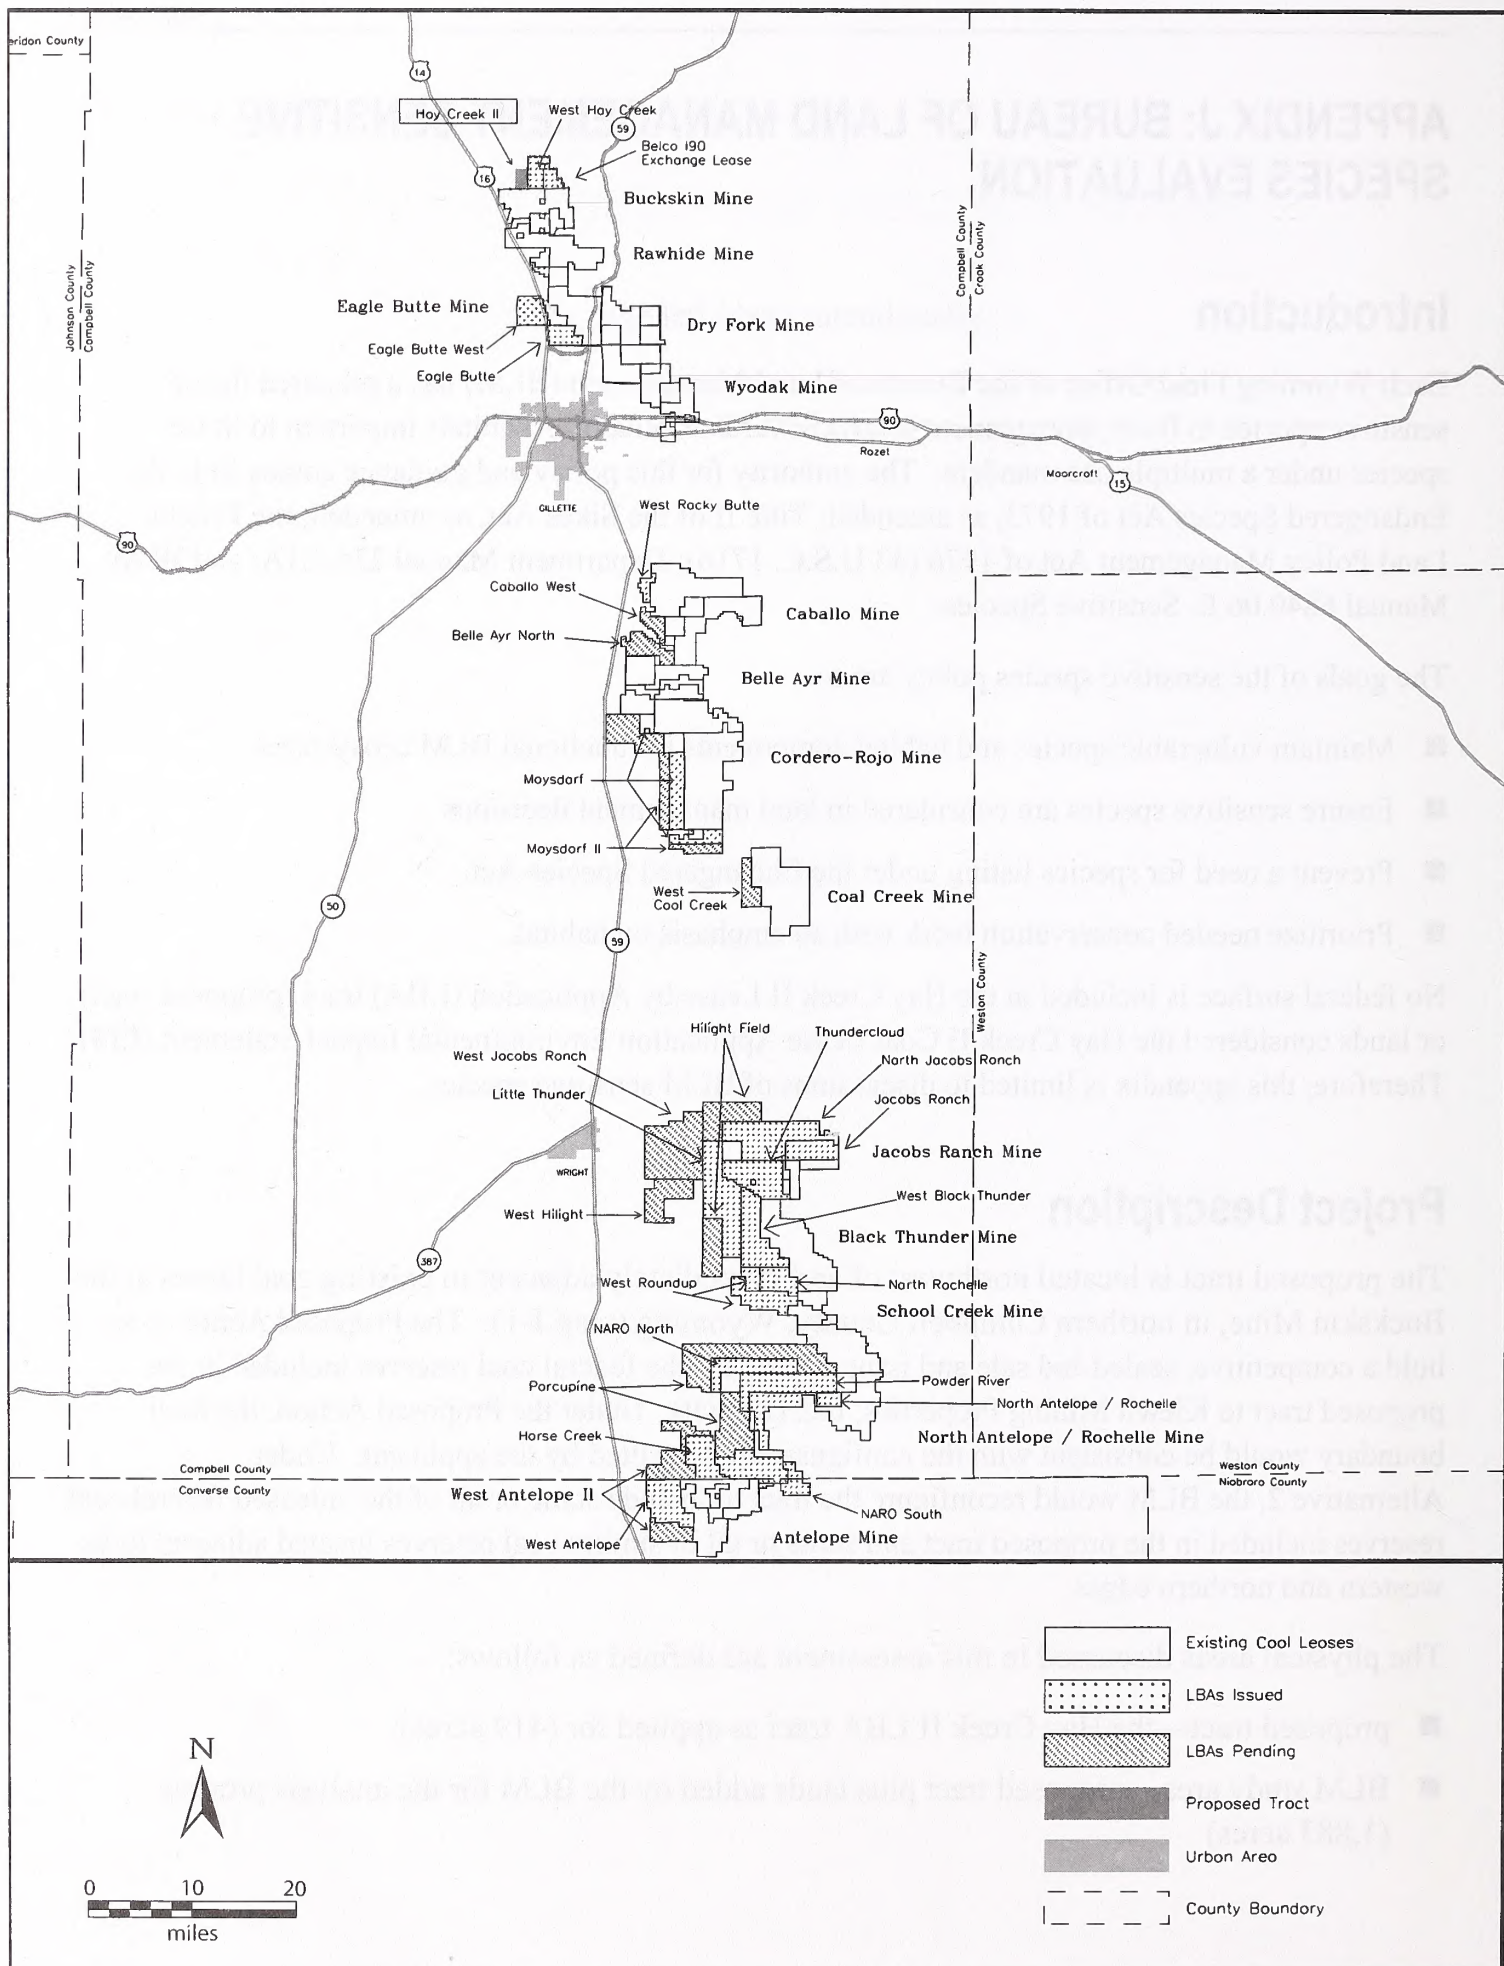 eridan County
14
Hay Creek II
West Hay Creek
59
Belco I90
Exchange Lease
16
Buckskin Mine
Rawhide Mine
Johnson County
Campbell County
Campbell County
Crook County
Eagle Butte Mine
Dry Fork Mine
Eagle Butte West
Eagle Butte
Wyodak Mine
90
Rozet
Moorcroft
15
GILLETTE
West Rocky Butte
90
Caballo West
Caballo Mine
Belle Ayr North
Belle Ayr Mine
Cordero-Rojo Mine
Maysdorf
Maysdorf II
West
Coal Creek
Coal Creek Mine
50
59
Weston County
Hilight Field
Thundercloud
West Jacobs Ranch
North Jacobs Ranch
Little Thunder
Jacobs Ranch
Jacobs Ranch Mine
WRIGHT
West Black Thunder
West Hilight
Black Thunder Mine
387
West Roundup
North Rochelle
School Creek Mine
NARO North
Porcupine
Powder River
North Antelope / Rochelle
Horse Creek
North Antelope / Rochelle Mine
Campbell County
Converse County
Weston County
Niobrara County
West Antelope II
NARO South
West Antelope
Antelope Mine
Existing Coal Leases
LBAs Issued
LBAs Pending
Proposed Tract
Urban Area
County Boundary
N
0 10 20
miles